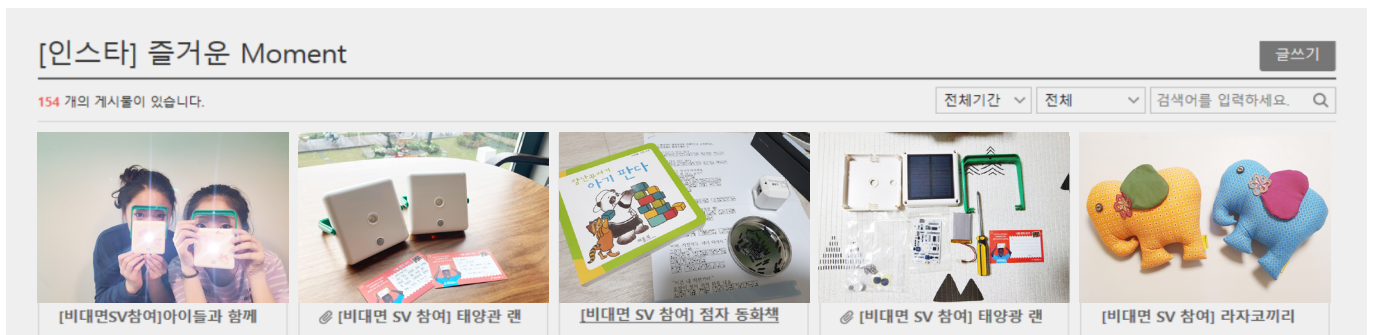 [인스타] 즐거운 Moment
글쓰기
154 개의 게시물이 있습니다.
전체기간
전체
검색어를 입력하세요.
아기 판다
[비대면SV참여]아이들과 함께
[비대면 SV 참여] 태양관 랜
[비대면 SV 참여] 점자 동화책
[비대면 SV 참여] 태양광 랜
[비대면 SV 참여] 라자코끼리